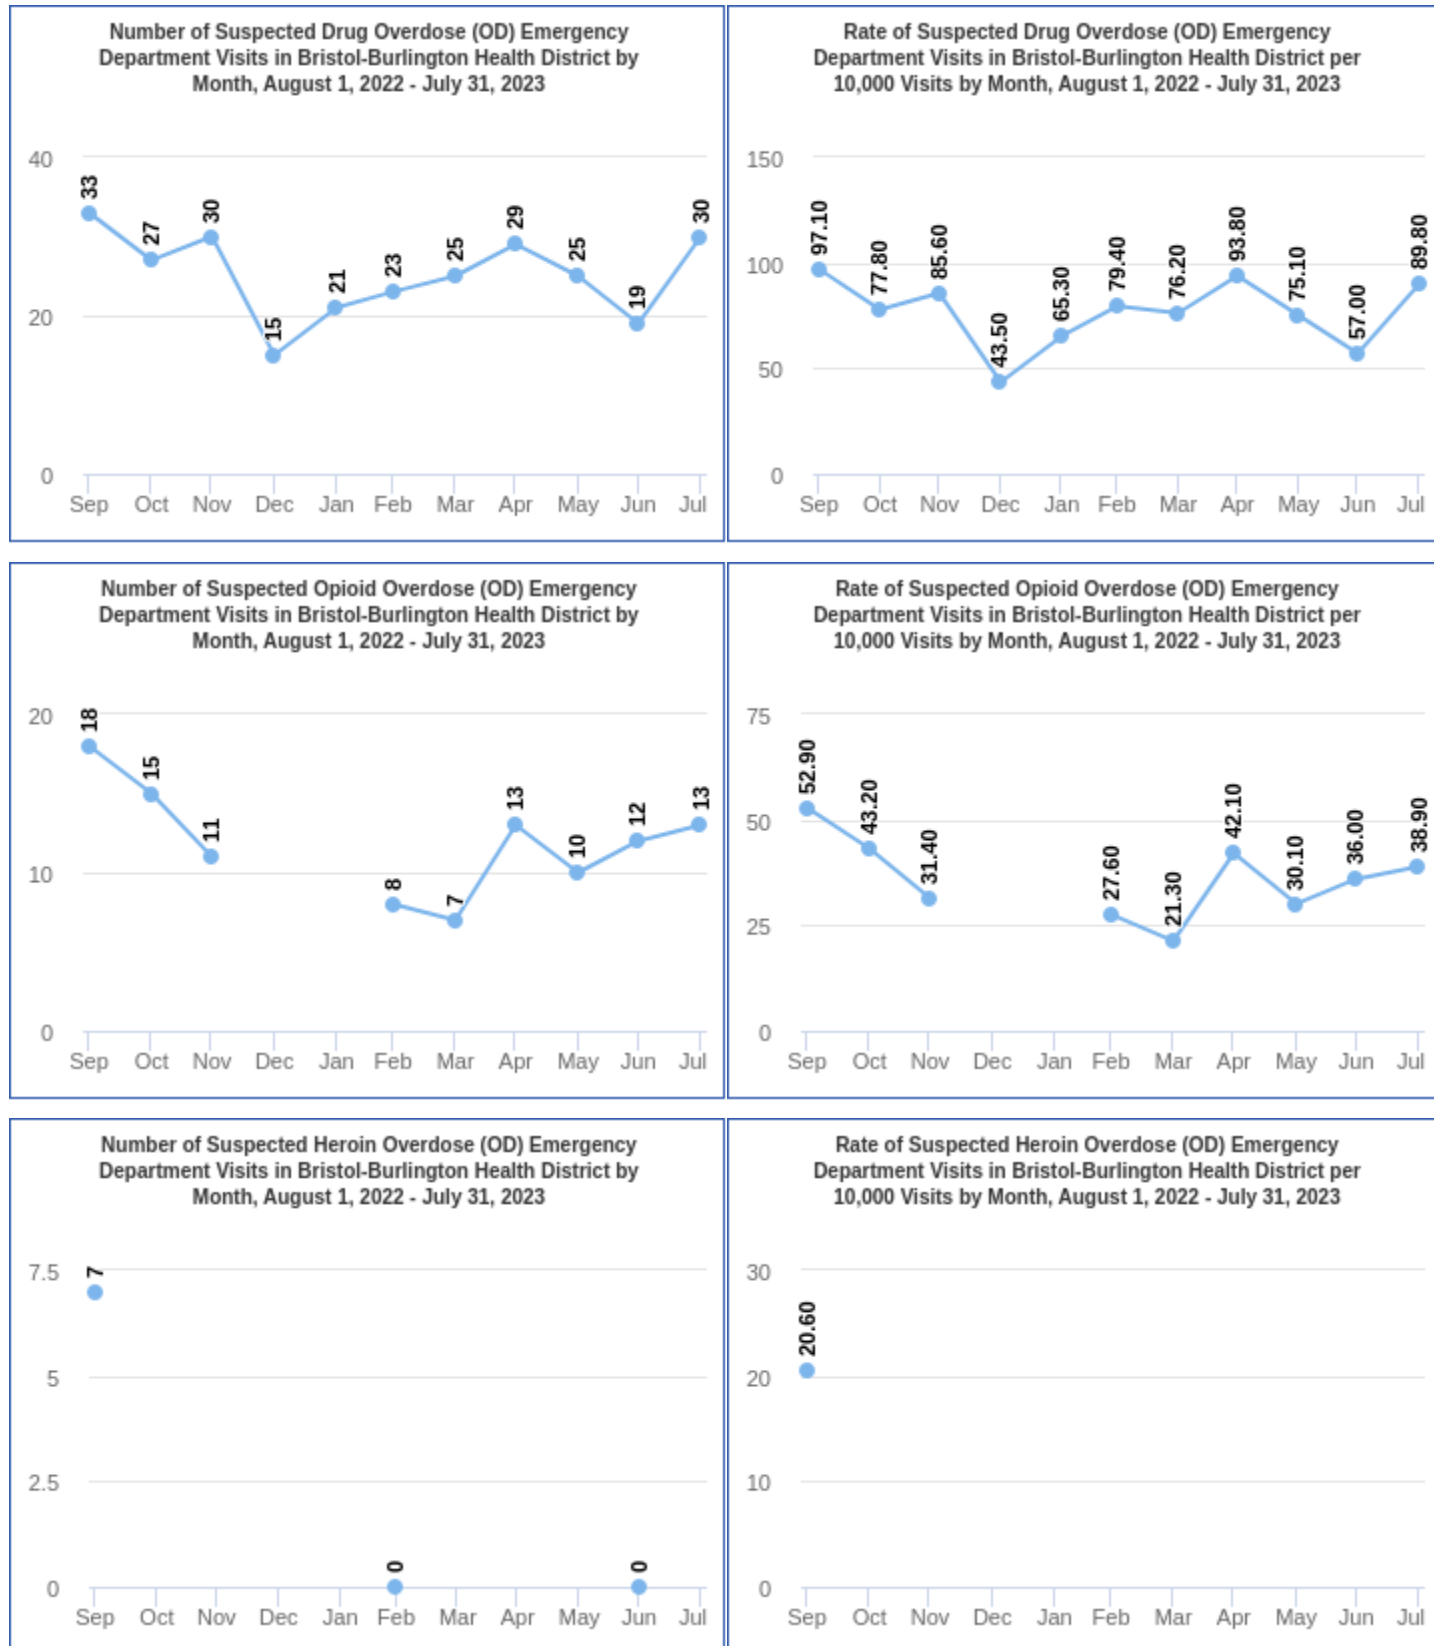 Number of Suspected Drug Overdose (OD) Emergency
Department Visits in Bristol-Burlington Health District by
Month, August 1, 2022 - July 31, 2023
40
20
0
33
27
30
15
21
23
25
29
25
19
30
Sep Oct Nov Dec Jan Feb Mar Apr May Jun Jul
Rate of Suspected Drug Overdose (OD) Emergency
Department Visits in Bristol-Burlington Health District per
10,000 Visits by Month, August 1, 2022 - July 31, 2023
150
100
50
0
97.10
77.80
85.60
43.50
65.30
79.40
76.20
93.80
75.10
57.00
89.80
Sep Oct Nov Dec Jan Feb Mar Apr May Jun Jul
Number of Suspected Opioid Overdose (OD) Emergency
Department Visits in Bristol-Burlington Health District by
Month, August 1, 2022 - July 31, 2023
20
10
0
18
15
11
8
7
13
10
12
13
Sep Oct Nov Dec Jan Feb Mar Apr May Jun Jul
Rate of Suspected Opioid Overdose (OD) Emergency
Department Visits in Bristol-Burlington Health District per
10,000 Visits by Month, August 1, 2022 - July 31, 2023
75
50
25
0
52.90
43.20
31.40
27.60
21.30
42.10
30.10
36.00
38.90
Sep Oct Nov Dec Jan Feb Mar Apr May Jun Jul
Number of Suspected Heroin Overdose (OD) Emergency
Department Visits in Bristol-Burlington Health District by
Month, August 1, 2022 - July 31, 2023
7.5
5
2.5
0
7
0
0
Sep Oct Nov Dec Jan Feb Mar Apr May Jun Jul
Rate of Suspected Heroin Overdose (OD) Emergency
Department Visits in Bristol-Burlington Health District per
10,000 Visits by Month, August 1, 2022 - July 31, 2023
30
20
10
0
20.60
Sep Oct Nov Dec Jan Feb Mar Apr May Jun Jul